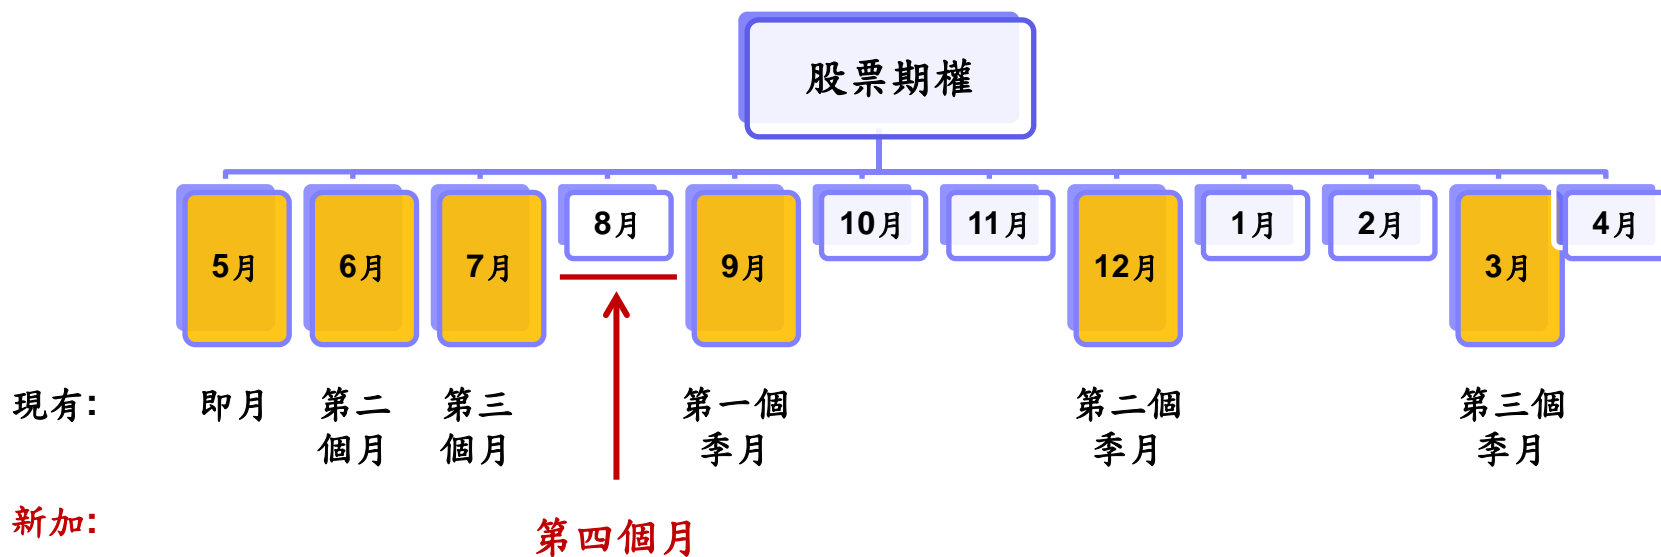 股票期權
5月 6月 7月 8月 9月 10月 11月 12月 1月 2月 3月 4月
現有: 即月 第二 第三 第一個 第二個 第三個
個月 個月 季月 季月 季月
新加: 第四個月